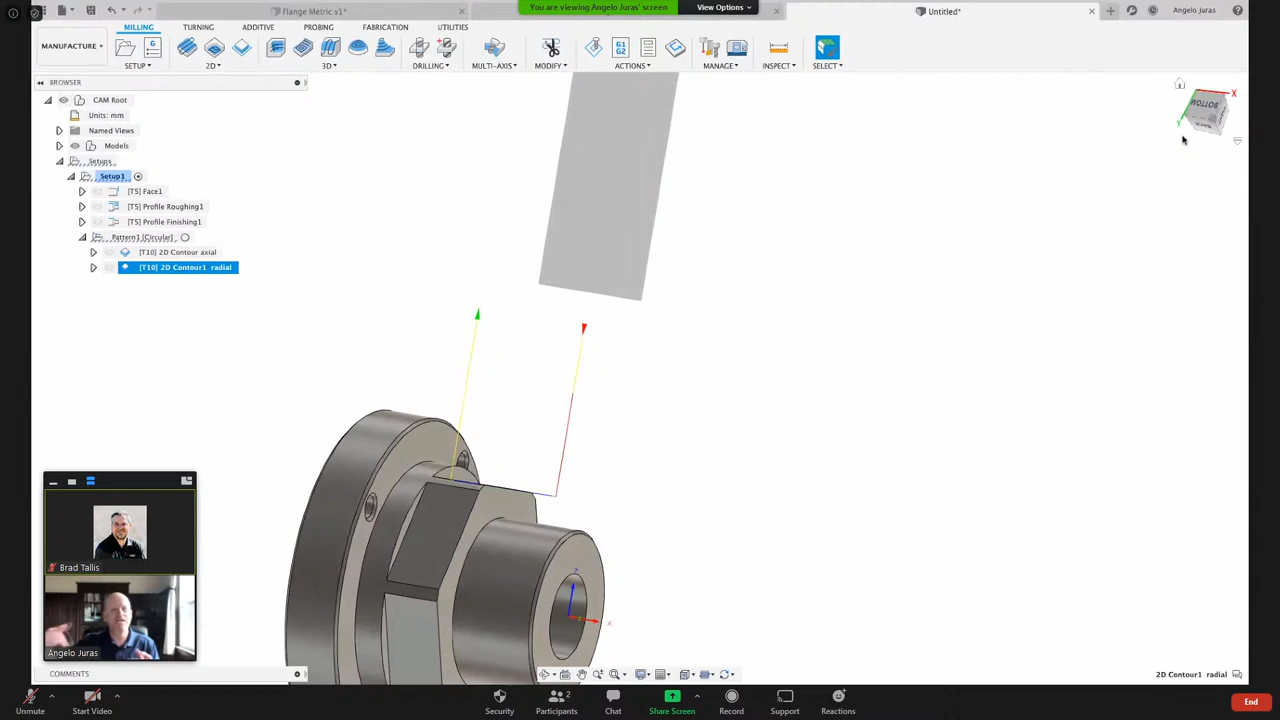 You are viewing Angelo Juras' screen
View Options
Flange Metric v1*
Untitled*
Angelo Juras
MANUFACTURE
MILLING
TURNING
ADDITIVE
PROBING
FABRICATION
UTILITIES
G1
G2
SETUP
2D
3D
DRILLING
MULTI-AXIS
MODIFY
ACTIONS
MANAGE
INSPECT
SELECT
BROWSER
CAM Root
Units: mm
Named Views
Models
Setups
Setup1
[T5] Face1
[T5] Profile Roughing1
[T5] Profile Finishing1
Pattern1 [Circular]
[T10] 2D Contour axial
[T10] 2D Contour1 radial
X
Y
BOTTOM
Z
X
Brad Tallis
Angelo Juras
COMMENTS
2D Contour1 radial
Unmute
Start Video
Security
Participants
2
Chat
Share Screen
Record
Support
Reactions
End